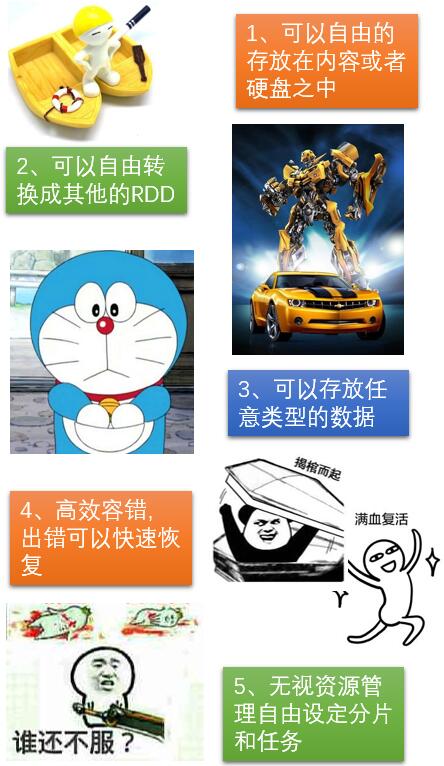 1、可以自由的
存放在内容或者
硬盘之中
2、可以自由转
换成其他的RDD
3、可以存放任
意类型的数据
揭棺而起
满血复活
4、高效容错,
出错可以快速恢
复
谁还不服？
5、无视资源管
理自由设定分片
和任务